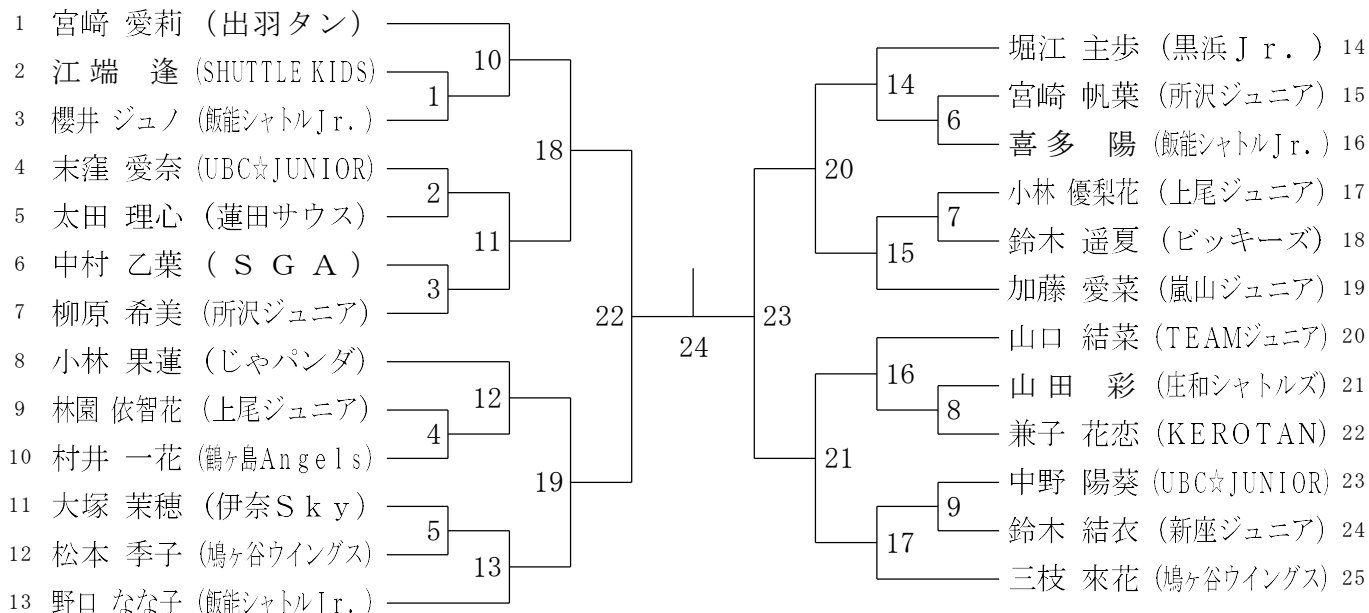 1 宮﨑 愛莉 (出羽タン)
2 江端 逢 (SHUTTLE KIDS)
3 櫻井 ジュノ (飯能シャトルJr.)
4 末窪 愛奈 (UBC☆JUNIOR)
5 太田 理心 (蓮田サウス)
6 中村 乙葉 (SGA)
7 柳原 希美 (所沢ジュニア)
8 小林 果蓮 (じゃパンダ)
9 林園 依智花 (上尾ジュニア)
10 村井 一花 (鶴ヶ島Angels)
11 大塚 茉穂 (伊奈Sky)
12 松本 季子 (鳩ヶ谷ウイングス)
13 野口 なな子 (飯能シャトルJr.)
10
1
18
2
11
3
22
12
4
19
5
13
24
14
6
20
7
15
23
16
8
21
9
17
堀江 主歩 (黒浜Jr.) 14
宮崎 帆葉 (所沢ジュニア) 15
喜多 陽 (飯能シャトルJr.) 16
小林 優梨花 (上尾ジュニア) 17
鈴木 遥夏 (ビッキーズ) 18
加藤 愛菜 (嵐山ジュニア) 19
山口 結菜 (TEAMジュニア) 20
山田 彩 (庄和シャトルズ) 21
兼子 花恋 (KEROTAN) 22
中野 陽葵 (UBC☆JUNIOR) 23
鈴木 結衣 (新座ジュニア) 24
三枝 來花 (鳩ヶ谷ウイングス) 25